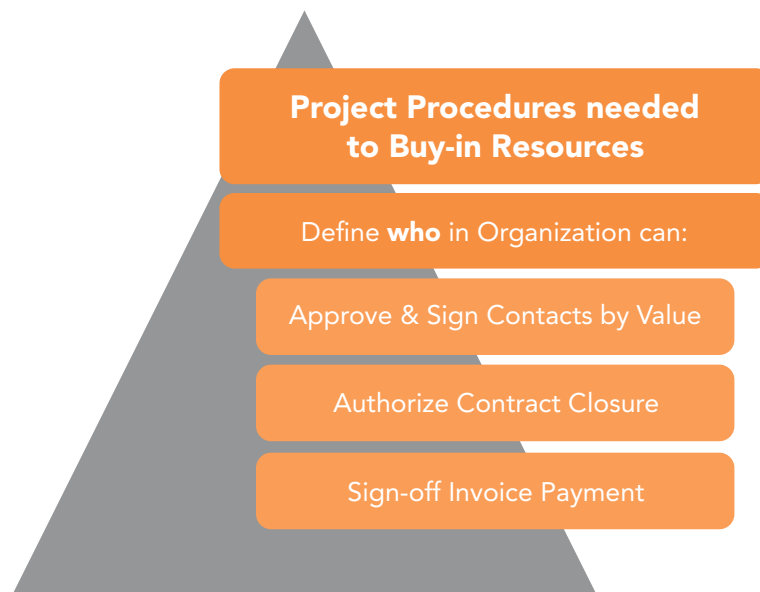 Project Procedures needed
to Buy-in Resources
Define who in Organization can:
Approve & Sign Contacts by Value
Authorize Contract Closure
Sign-off Invoice Payment